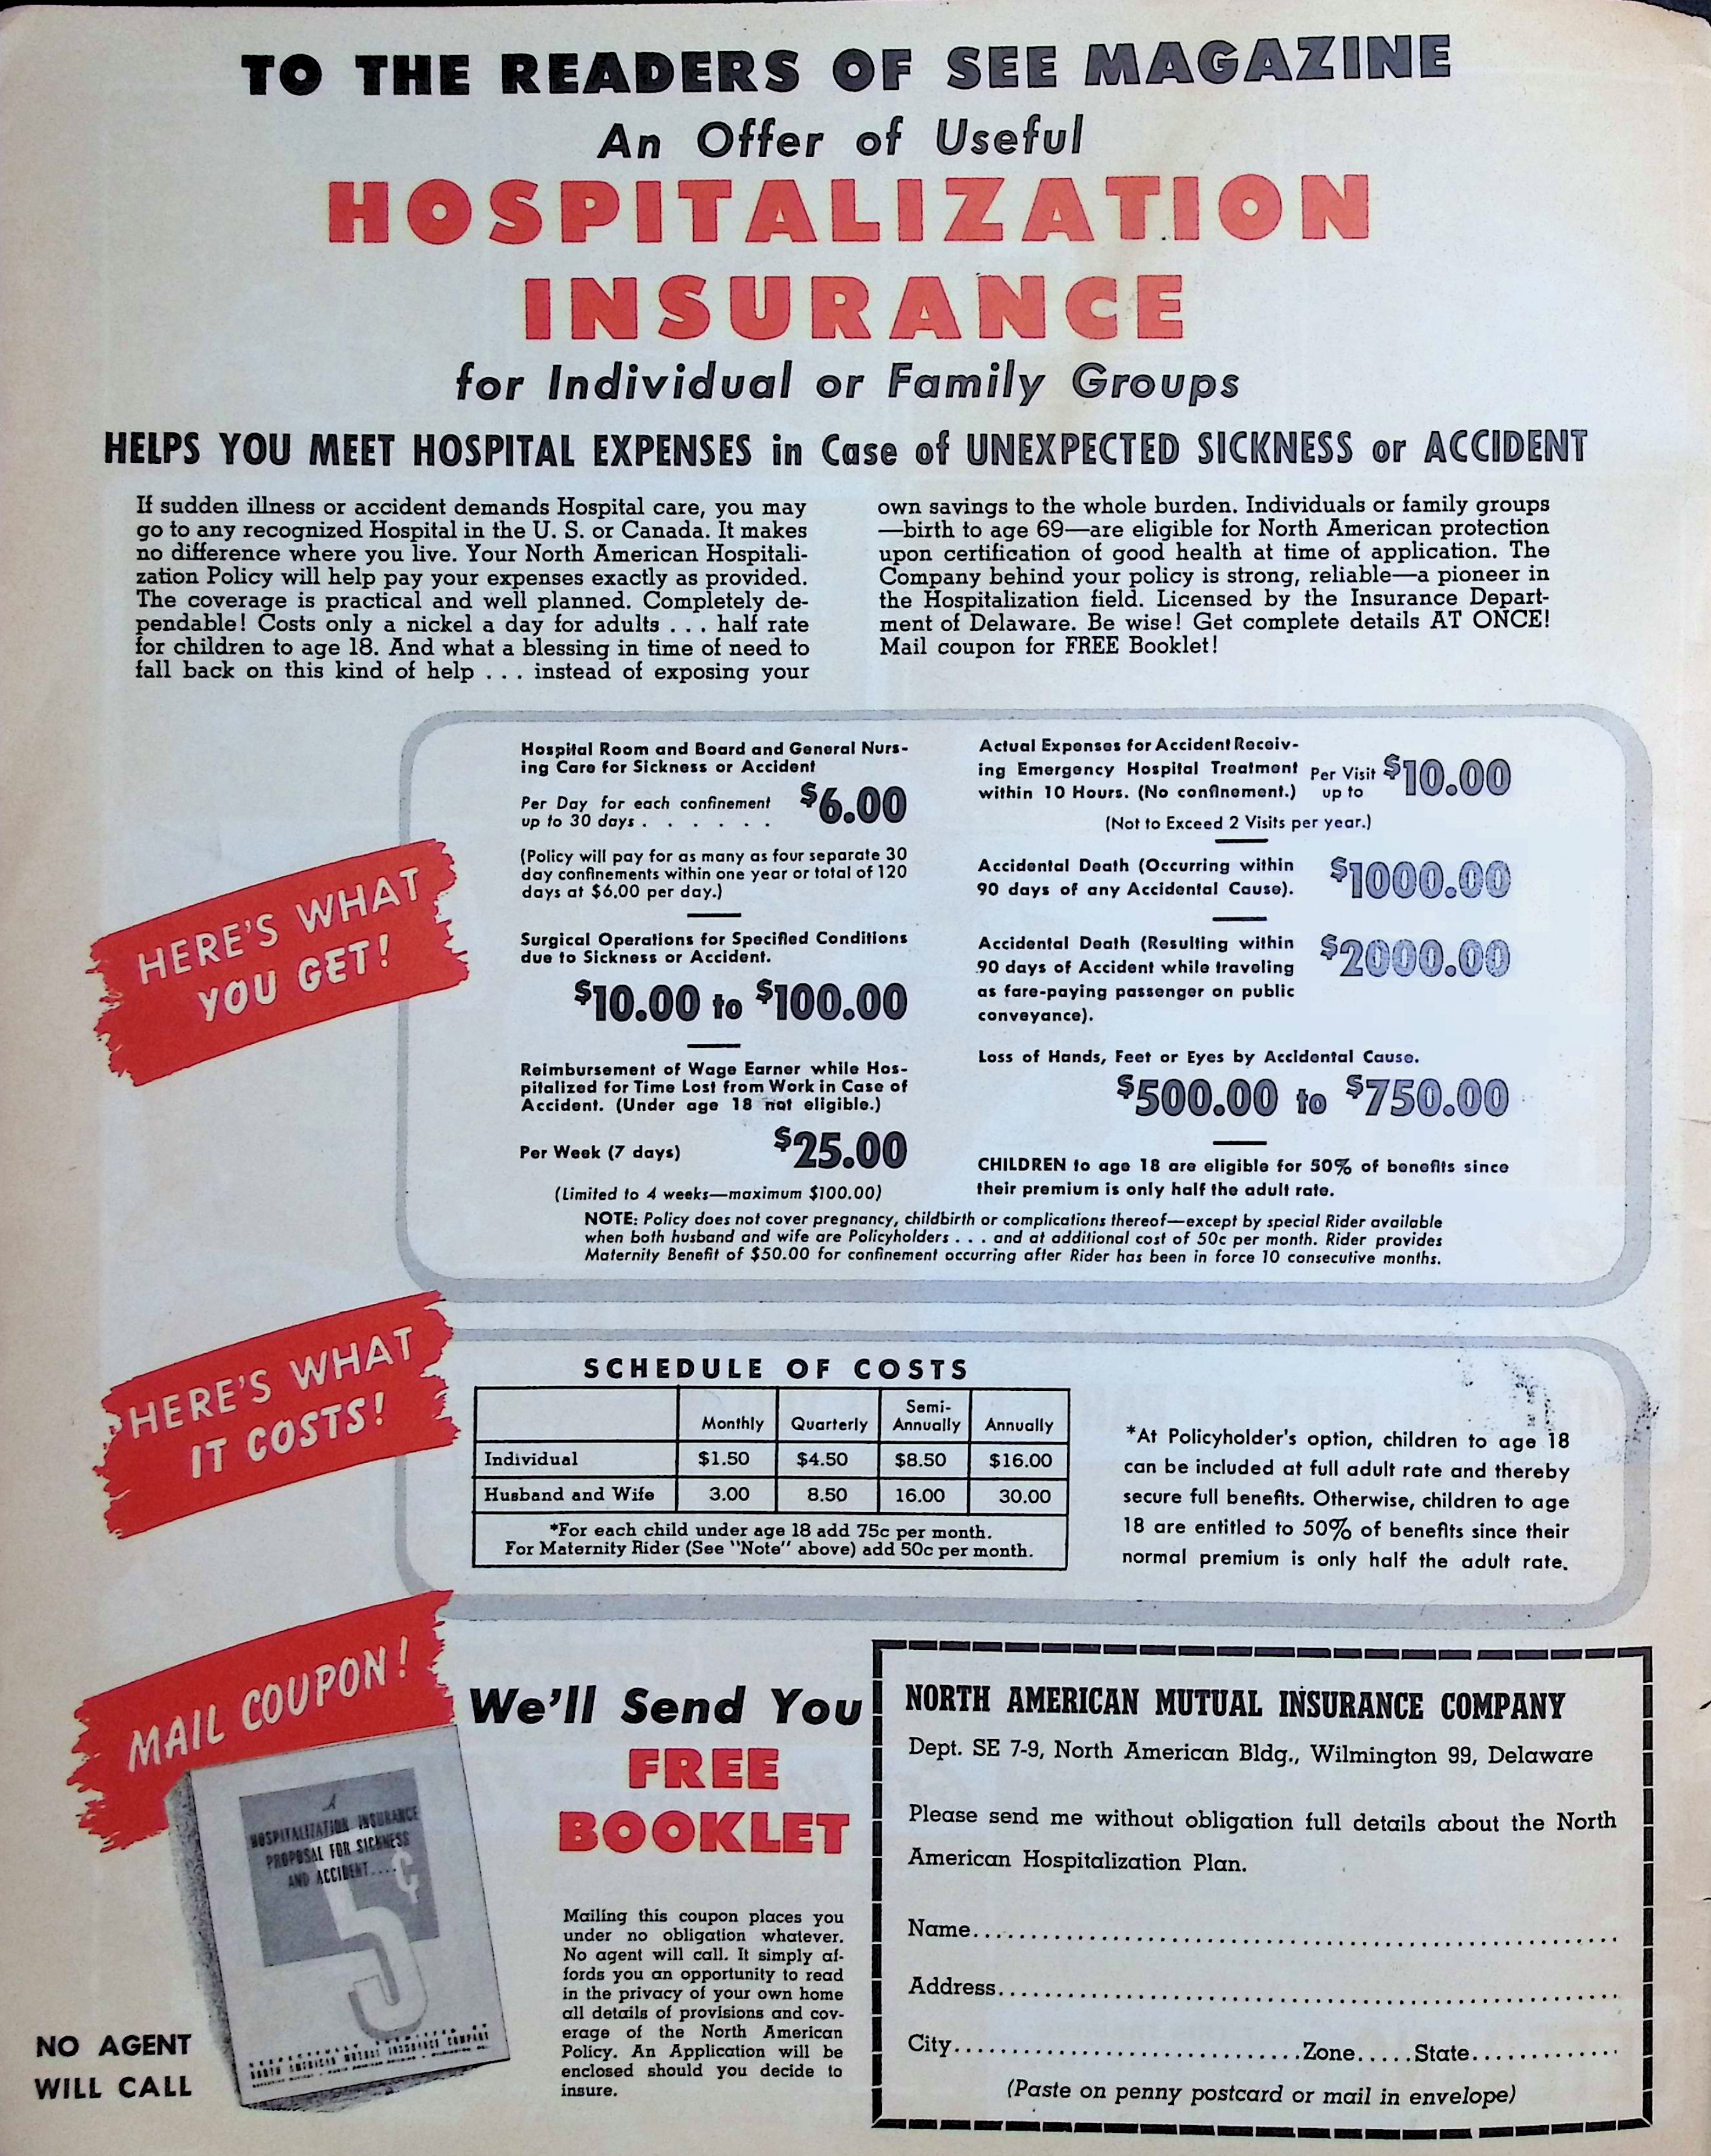 TO THE READERS OF SEE MAGAZINE
An Offer of Useful
HOSPITALIZATION
INSURANCE
for Individual or Family Groups
HELPS YOU MEET HOSPITAL EXPENSES in Case of UNEXPECTED SICKNESS or ACCIDENT
If sudden illness or accident demands Hospital care, you may
go to any recognized Hospital in the U. S. or Canada. It makes
no difference where you live. Your North American Hospitali-
zation Policy will help pay your expenses exactly as provided.
The coverage is practical and well planned. Completely de-
pendable! Costs only a nickel a day for adults . . . half rate
for children to age 18. And what a blessing in time of need to
fall back on this kind of help . . . instead of exposing your
own savings to the whole burden. Individuals or family groups
—birth to age 69—are eligible for North American protection
upon certification of good health at time of application. The
Company behind your policy is strong, reliable—a pioneer in
the Hospitalization field. Licensed by the Insurance Depart-
ment of Delaware. Be wise! Get complete details AT ONCE!
Mail coupon for FREE Booklet!
HERE'S WHAT
YOU GET!
Hospital Room and Board and General Nurs-
ing Care for Sickness or Accident
Per Day for each confinement
up to 30 days . . . . . . $6.00
(Policy will pay for as many as four separate 30
day confinements within one year or total of 120
days at $6.00 per day.)
Surgical Operations for Specified Conditions
due to Sickness or Accident.
$10.00 to $100.00
Reimbursement of Wage Earner while Hos-
pitalized for Time Lost from Work in Case of
Accident. (Under age 18 not eligible.)
Per Week (7 days) $25.00
(Limited to 4 weeks—maximum $100.00)
Actual Expenses for Accident Receiv-
ing Emergency Hospital Treatment Per Visit $10.00
within 10 Hours. (No confinement.) up to
(Not to Exceed 2 Visits per year.)
Accidental Death (Occurring within
90 days of any Accidental Cause). $1000.00
Accidental Death (Resulting within $2000.00
90 days of Accident while traveling
as fare-paying passenger on public
conveyance).
Loss of Hands, Feet or Eyes by Accidental Cause.
$500.00 to $750.00
CHILDREN to age 18 are eligible for 50% of benefits since
their premium is only half the adult rate.
NOTE: Policy does not cover pregnancy, childbirth or complications thereof—except by special Rider available
when both husband and wife are Policyholders . . . and at additional cost of 50c per month. Rider provides
Maternity Benefit of $50.00 for confinement occurring after Rider has been in force 10 consecutive months.
HERE'S WHAT
IT COSTS!
SCHEDULE OF COSTS
Monthly Quarterly Semi-Annually Annually
Individual $1.50 $4.50 $8.50 $16.00
Husband and Wife 3.00 8.50 16.00 30.00
*For each child under age 18 add 75c per month.
For Maternity Rider (See "Note" above) add 50c per month.
*At Policyholder's option, children to age 18
can be included at full adult rate and thereby
secure full benefits. Otherwise, children to age
18 are entitled to 50% of benefits since their
normal premium is only half the adult rate.
MAIL COUPON!
A
HOSPITALIZATION INSURANCE
PROPOSAL FOR SICKNESS
AND ACCIDENT....
5¢
RESPECTFULLY SUBMITTED BY
NORTH AMERICAN MUTUAL INSURANCE COMPANY
NO AGENT
WILL CALL
We'll Send You
FREE
BOOKLET
Mailing this coupon places you
under no obligation whatever.
No agent will call. It simply af-
fords you an opportunity to read
in the privacy of your own home
all details of provisions and cov-
erage of the North American
Policy. An Application will be
enclosed should you decide to
insure.
NORTH AMERICAN MUTUAL INSURANCE COMPANY
Dept. SE 7-9, North American Bldg., Wilmington 99, Delaware
Please send me without obligation full details about the North
American Hospitalization Plan.
Name
Address
City Zone State
(Paste on penny postcard or mail in envelope)